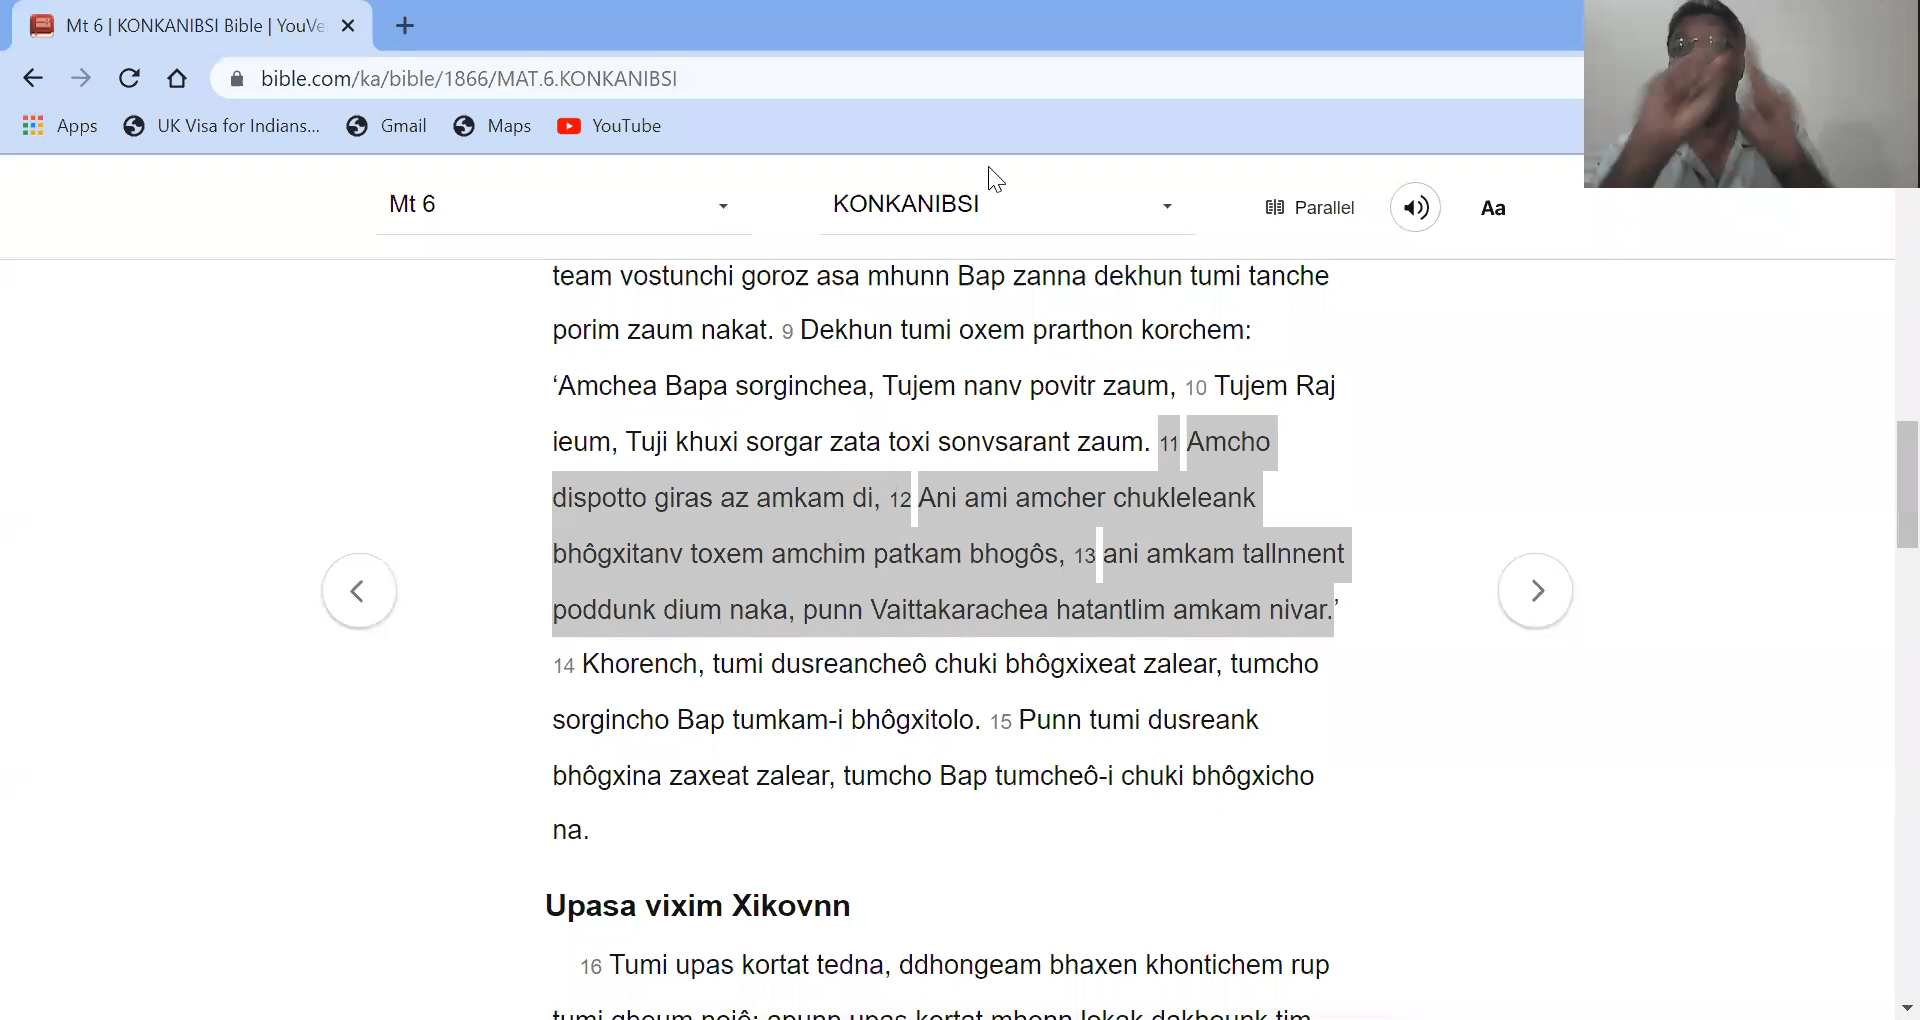 Mt 6 | KONKANIBSI Bible | YouVe
bible.com/ka/bible/1866/MAT.6.KONKANIBSI
Apps UK Visa for Indians... Gmail Maps YouTube
Mt 6 KONKANIBSI Parallel Aa
team vostunchi goroz asa mhunn Bap zanna dekhun tumi tanche
porim zaum nakat. 9 Dekhun tumi oxem prarthon korchem:
‘Amchea Bapa sorginchea, Tujem nanv povitr zaum, 10 Tujem Raj
ieum, Tuji khuxi sorgar zata toxi sonvsarant zaum. 11 Amcho
dispotto giras az amkam di, 12 Ani ami amcher chukleleank
bhôgxitanv toxem amchim patkam bhogôs, 13 ani amkam tallnnent
poddunk dium naka, punn Vaittakarachea hatantlim amkam nivar.’
14 Khorench, tumi dusreancheô chuki bhôgxixeat zalear, tumcho
sorgincho Bap tumkam-i bhôgxitolo. 15 Punn tumi dusreank
bhôgxina zaxeat zalear, tumcho Bap tumcheô-i chuki bhôgxicho
na.
Upasa vixim Xikovnn
16 Tumi upas kortat tedna, ddhongeam bhaxen khontichem rup